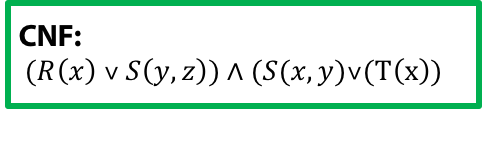 CNF:
(R(x) ∨ S(y, z)) ∧ (S(x, y)∨(T(x))